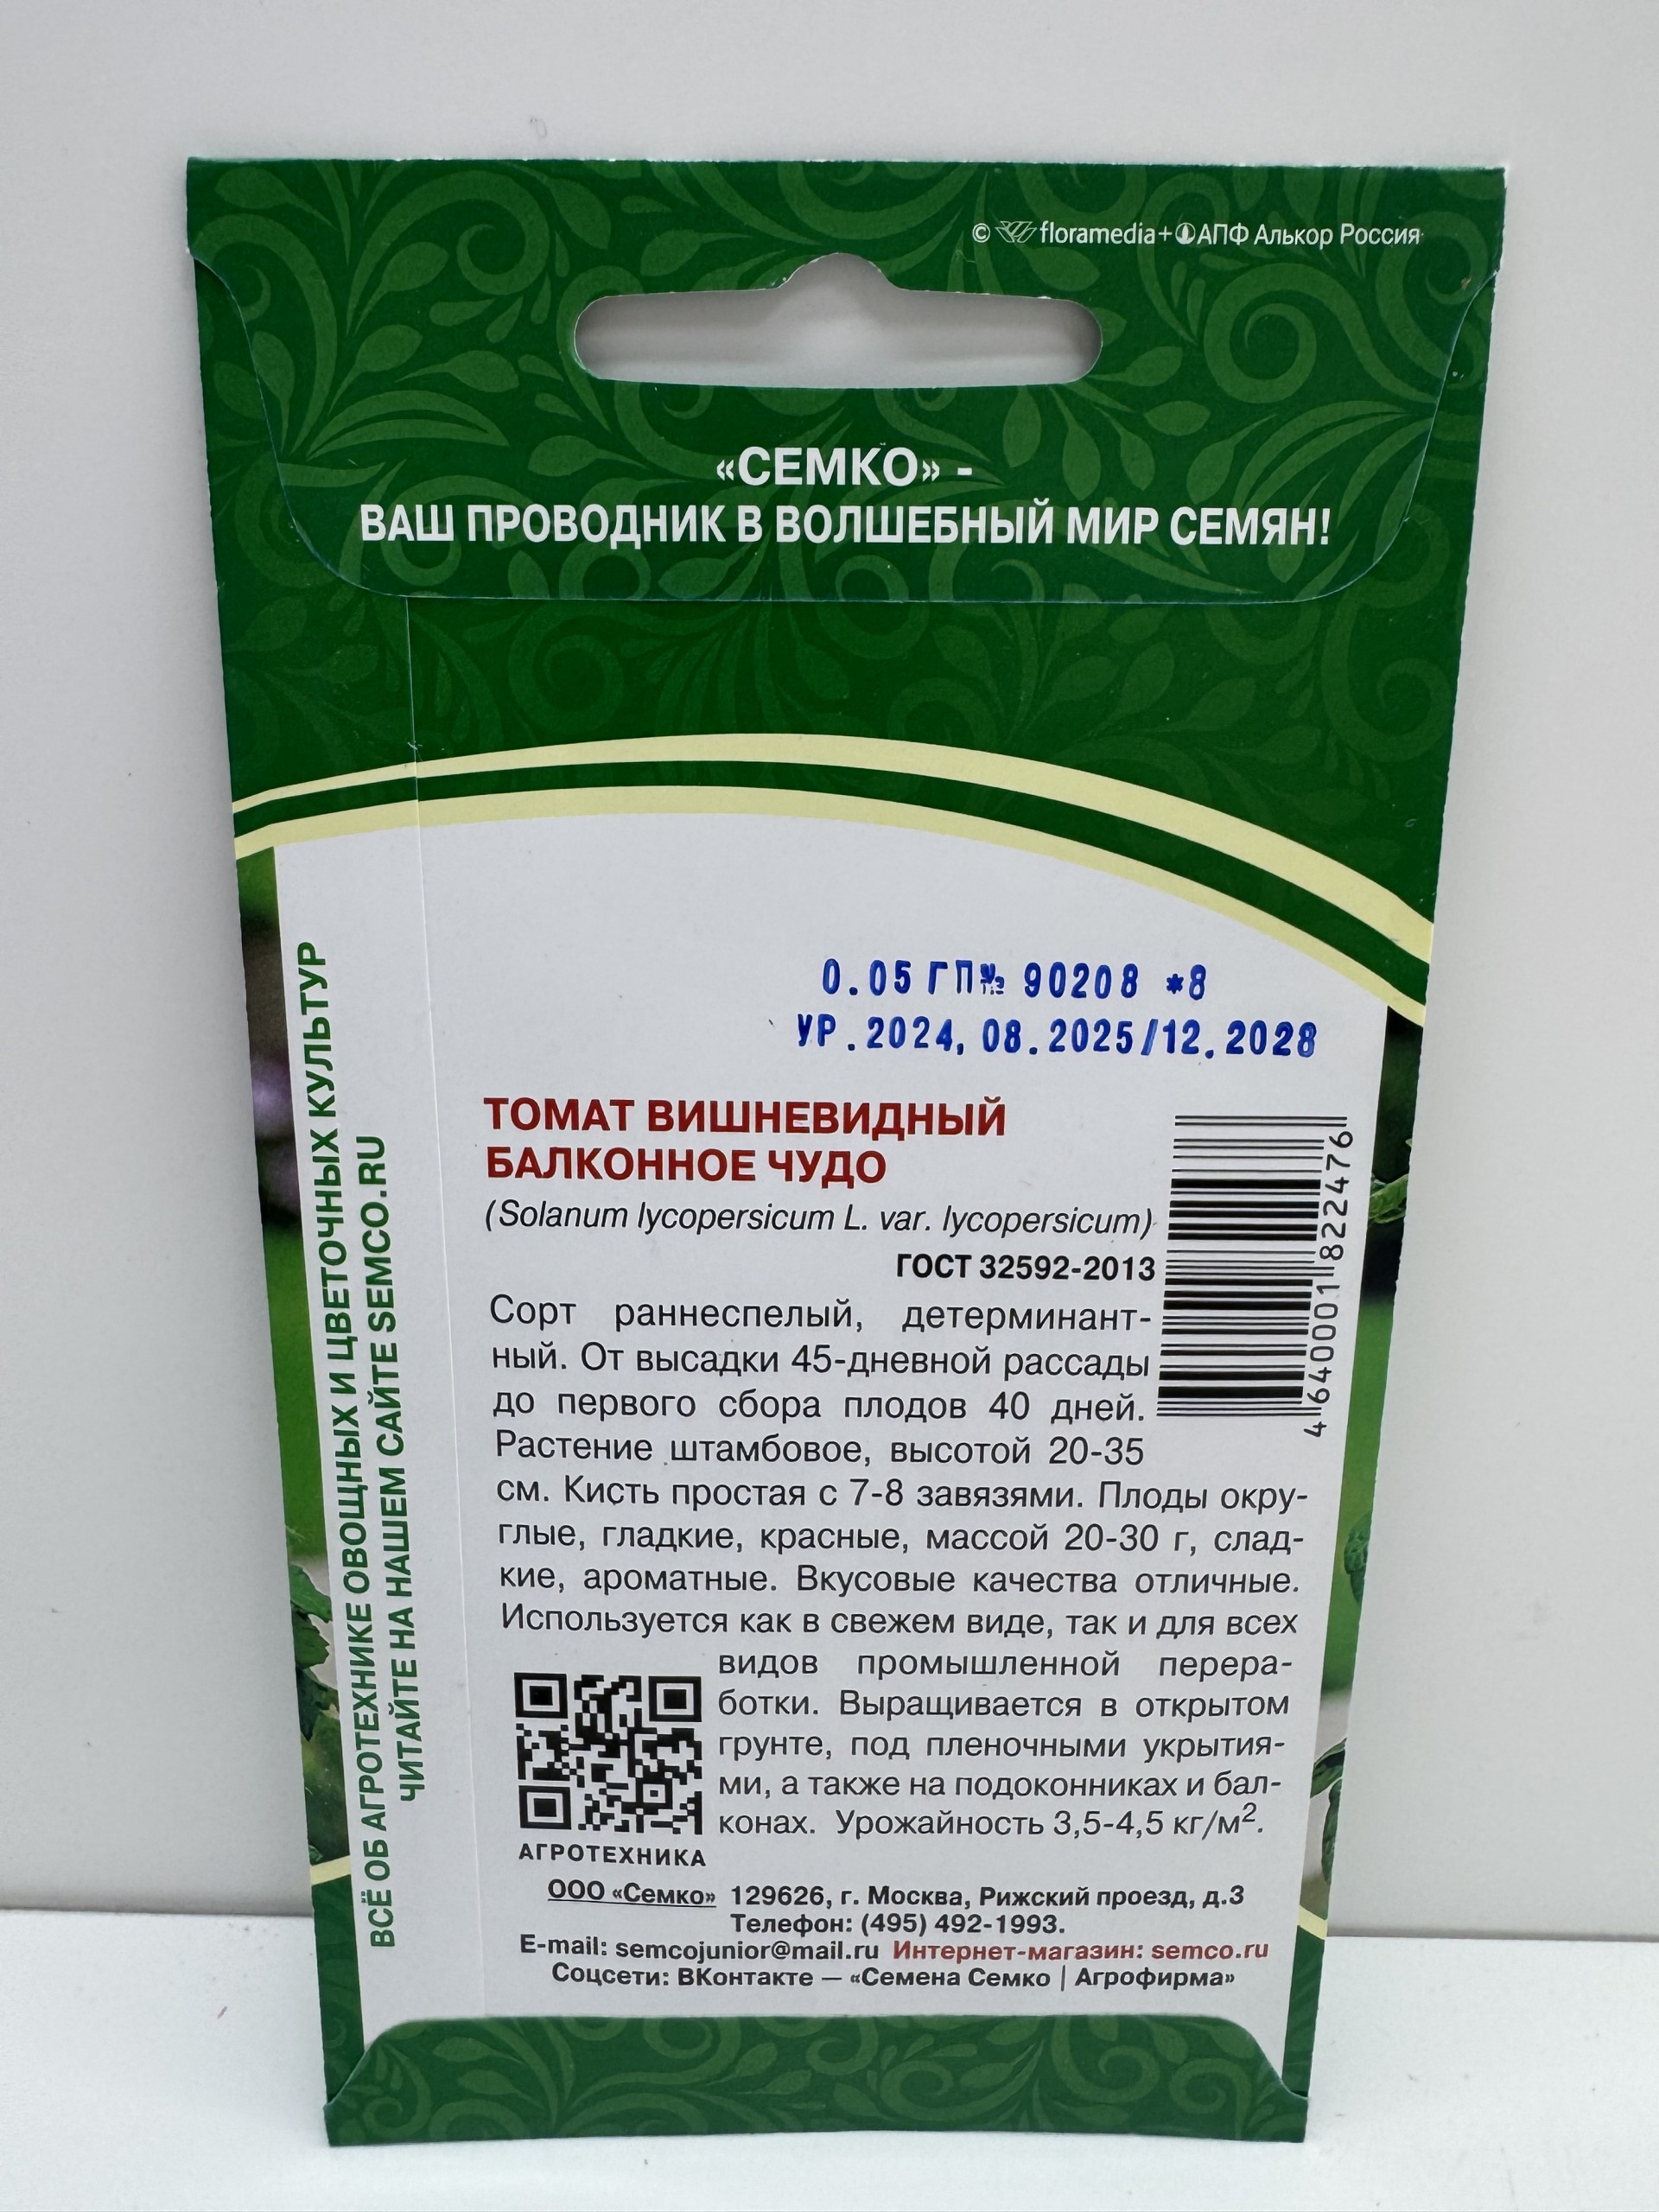 © floramedia+АПФ Алькор Россия
«СЕМКО» -
ВАШ ПРОВОДНИК В ВОЛШЕБНЫЙ МИР СЕМЯН!
0.05 ГП№ 90208 *8
УР.2024, 08.2025/12.2028
ТОМАТ ВИШНЕВИДНЫЙ
БАЛКОННОЕ ЧУДО
(Solanum lycopersicum L. var. lycopersicum)
ГОСТ 32592-2013
Сорт раннеспелый, детерминант-
ный. От высадки 45-дневной рассады
до первого сбора плодов 40 дней.
Растение штамбовое, высотой 20-35
см. Кисть простая с 7-8 завязями. Плоды окру-
глые, гладкие, красные, массой 20-30 г, слад-
кие, ароматные. Вкусовые качества отличные.
Используется как в свежем виде, так и для всех
видов промышленной перера-
ботки. Выращивается в открытом
грунте, под пленочными укрытия-
ми, а также на подоконниках и бал-
конах. Урожайность 3,5-4,5 кг/м².
АГРОТЕХНИКА
ООО «Семко» 129626, г. Москва, Рижский проезд, д.3
Телефон: (495) 492-1993.
E-mail: semcojunior@mail.ru Интернет-магазин: semco.ru
Соцсети: ВКонтакте — «Семена Семко | Агрофирма»
4 640001 822476
ВСЁ ОБ АГРОТЕХНИКЕ ОВОЩНЫХ И ЦВЕТОЧНЫХ КУЛЬТУР
ЧИТАЙТЕ НА НАШЕМ САЙТЕ SEMCO.RU